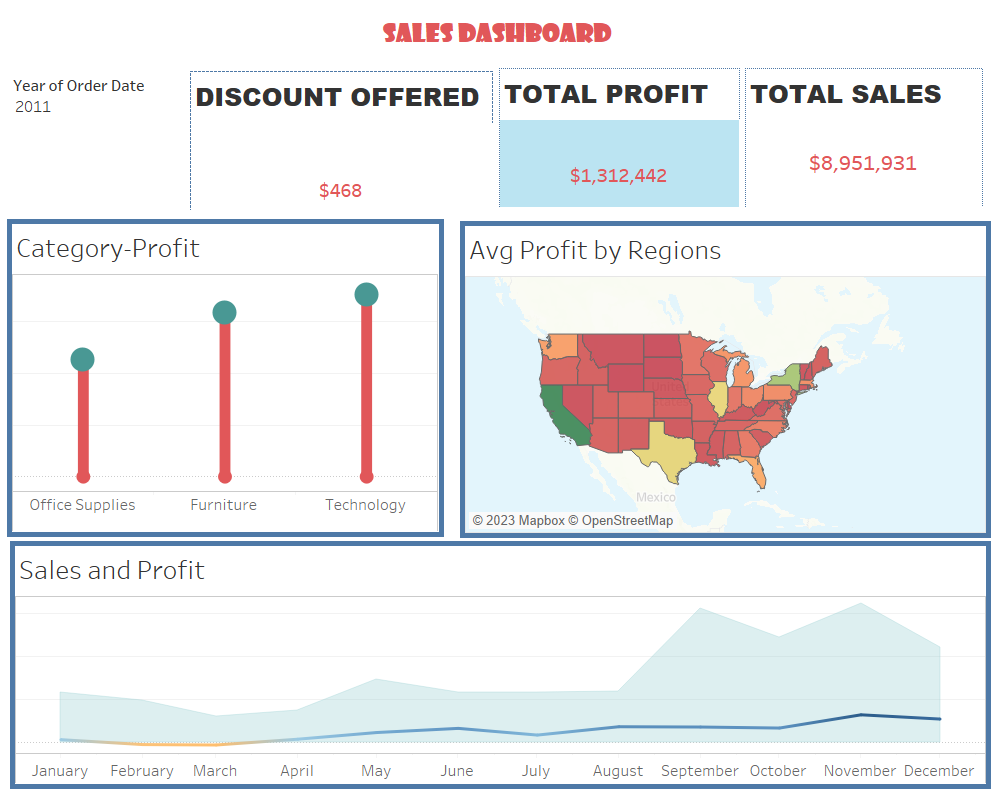 SALES DASHBOARD
Year of Order Date
2011
DISCOUNT OFFERED
$468
TOTAL PROFIT
$1,312,442
TOTAL SALES
$8,951,931
Category-Profit
Office Supplies
Furniture
Technology
Avg Profit by Regions
United
States
Mexico
© 2023 Mapbox © OpenStreetMap
Sales and Profit
January February March April May June July August September October November December